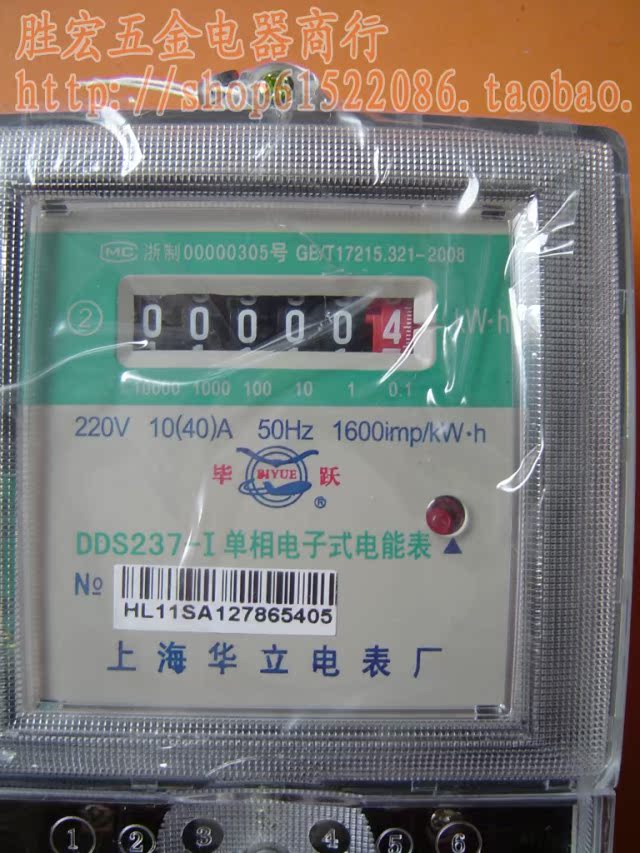 胜宏五金电器商行
http://shop61522086.taobao.
MC 浙制00000305号 GB/T17215.321-2008
② 000004 kW·h
10000 1000 100 10 1 0.1
220V 10(40)A 50Hz 1600imp/kW·h
毕 BIYUE 跃 ®
DDS237-I 单相电子式电能表
№ HL11SA127865405
上海华立电表厂
1 2 3 4 5 6